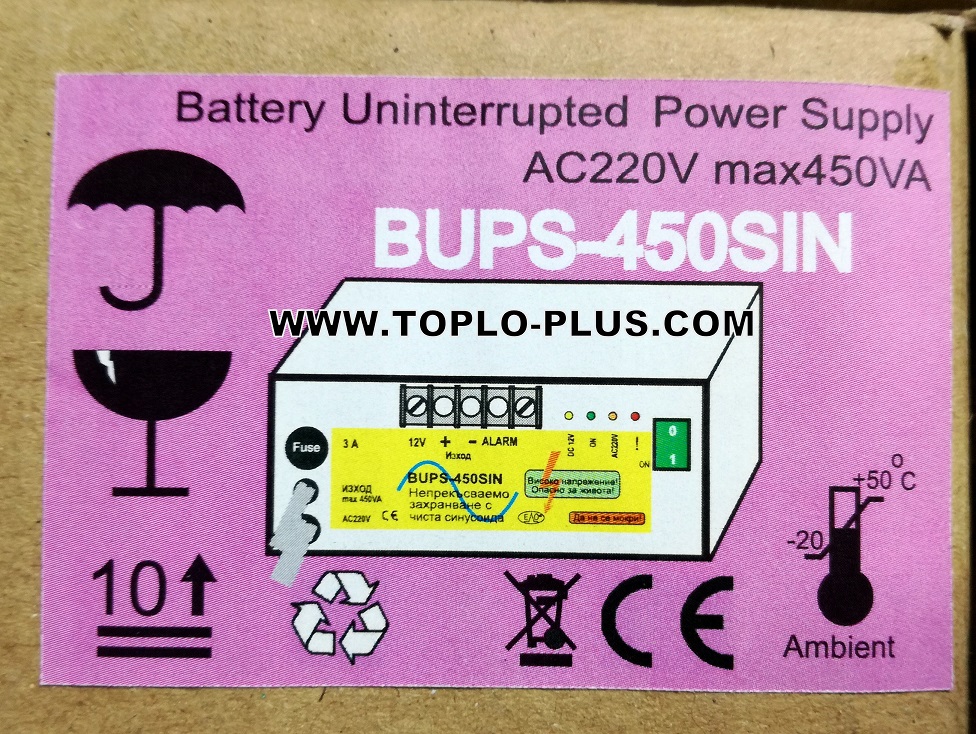 Battery Uninterrupted Power Supply
AC220V max450VA
BUPS-450SIN
WWW.TOPLO-PLUS.COM
Fuse
3 A
12V + - ALARM
Изход
DC 12V
ON
AC220V
!
ON
0
1
ИЗХОД
max 450VA
AC220V CE
BUPS-450SIN
Непрекъсваемо
захранване с
чиста синусоида
Високо напрежение!
Опасно за живота!
Да не се мокри!
+50°C
-20
10
CE
Ambient